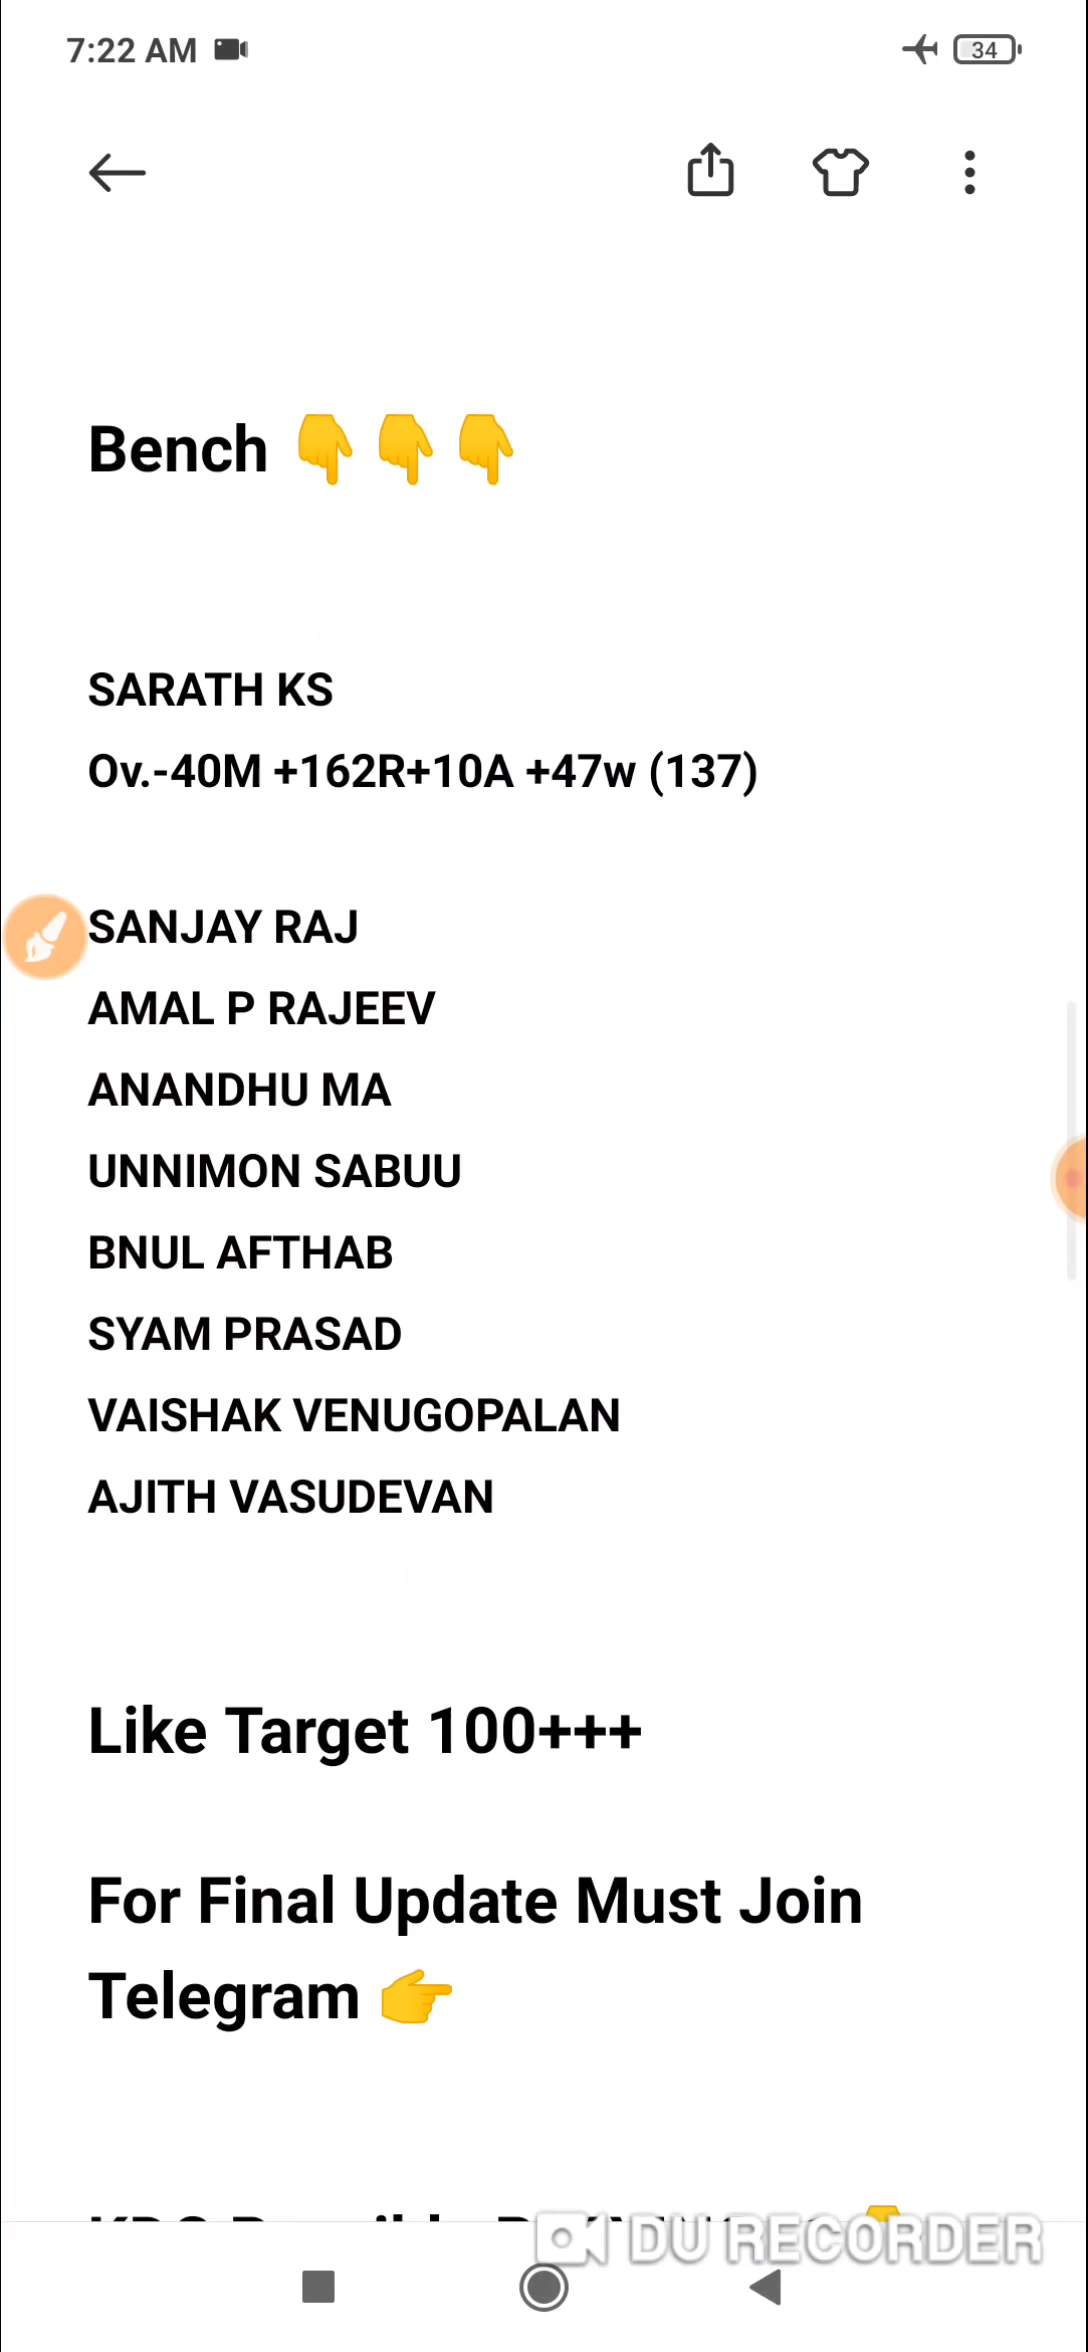 7:22 AM
34
Bench 👇👇👇
SARATH KS
Ov.-40M +162R+10A +47w (137)
SANJAY RAJ
AMAL P RAJEEV
ANANDHU MA
UNNIMON SABUU
BNUL AFTHAB
SYAM PRASAD
VAISHAK VENUGOPALAN
AJITH VASUDEVAN
Like Target 100+++
For Final Update Must Join
Telegram 👉
DU RECORDER